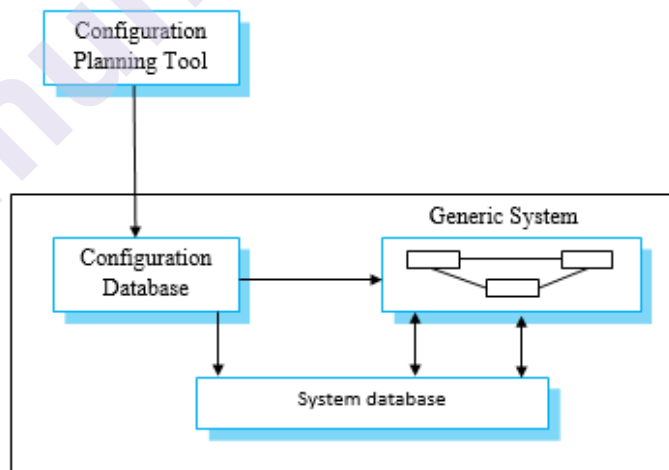 Configuration
Planning Tool
Generic System
Configuration
Database
System database